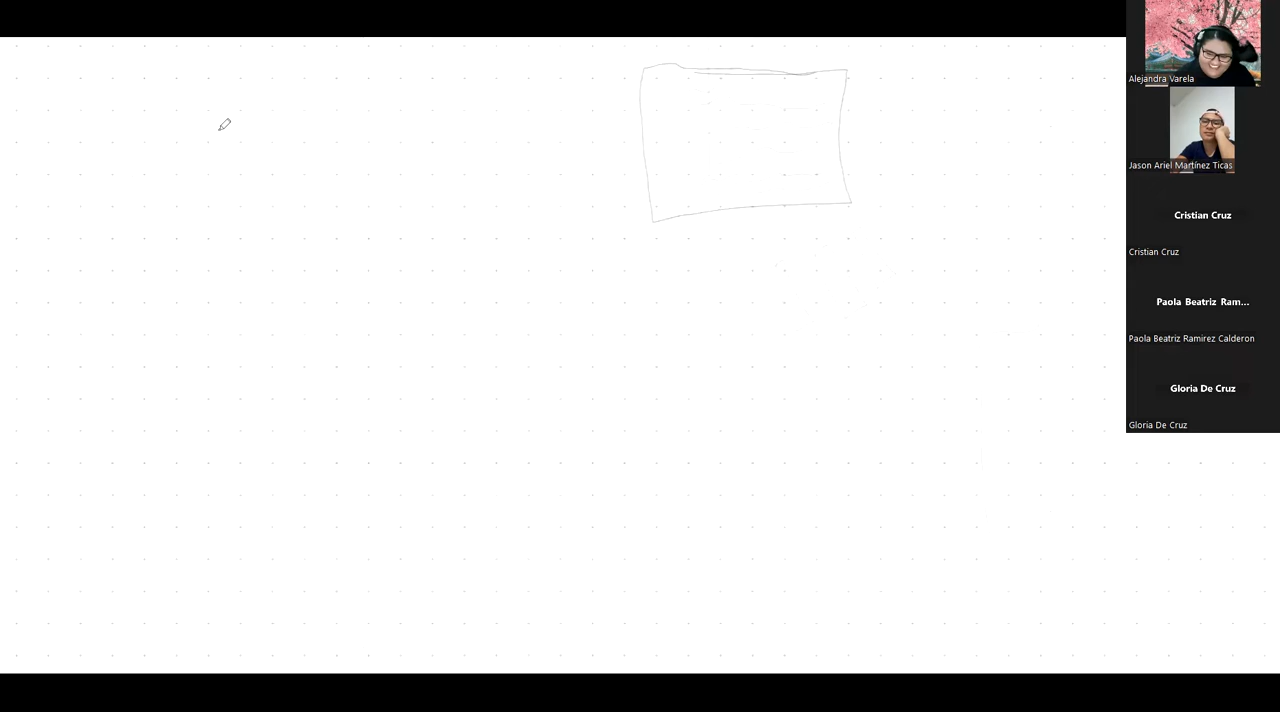 Alejandra Varela
Jason Ariel Martínez Ticas
Cristian Cruz
Cristian Cruz
Paola Beatriz Ram...
Paola Beatriz Ramirez Calderon
Gloria De Cruz
Gloria De Cruz